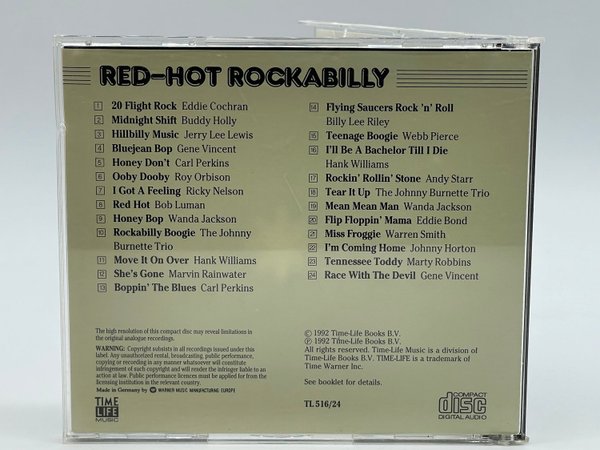 RED-HOT ROCKABILLY
1 20 Flight Rock Eddie Cochran
2 Midnight Shift Buddy Holly
3 Hillbilly Music Jerry Lee Lewis
4 Bluejean Bop Gene Vincent
5 Honey Don't Carl Perkins
6 Ooby Dooby Roy Orbison
7 I Got A Feeling Ricky Nelson
8 Red Hot Bob Luman
9 Honey Bop Wanda Jackson
10 Rockabilly Boogie The Johnny
Burnette Trio
11 Move It On Over Hank Williams
12 She's Gone Marvin Rainwater
13 Boppin' The Blues Carl Perkins
14 Flying Saucers Rock 'n' Roll
Billy Lee Riley
15 Teenage Boogie Webb Pierce
16 I'll Be A Bachelor Till I Die
Hank Williams
17 Rockin' Rollin' Stone Andy Starr
18 Tear It Up The Johnny Burnette Trio
19 Mean Mean Man Wanda Jackson
20 Flip Floppin' Mama Eddie Bond
21 Miss Froggie Warren Smith
22 I'm Coming Home Johnny Horton
23 Tennessee Toddy Marty Robbins
24 Race With The Devil Gene Vincent
The high resolution of this compact disc may reveal limitations in
the original analogue recordings.
WARNING: Copyright subsists in all recordings issued under this
label. Any unauthorized rental, broadcasting, public performance,
copying or recording in any manner whatsoever will constitute
infringement of such copyright and will render the infringer liable to
an action at law. Public performance licences must be applied for from the
licensing institution in the relevant country.
Made in Germany by WARNER MUSIC MANUFACTURING EUROPE
TIME
LIFE
MUSIC
© 1992 Time-Life Books B.V.
℗ 1992 Time-Life Books B.V.
All rights reserved. Time-Life Music is a division of
Time-Life Books B.V. TIME-LIFE is a trademark of
Time Warner Inc.
See booklet for details.
TL 516/24
COMPACT
disc
DIGITAL AUDIO